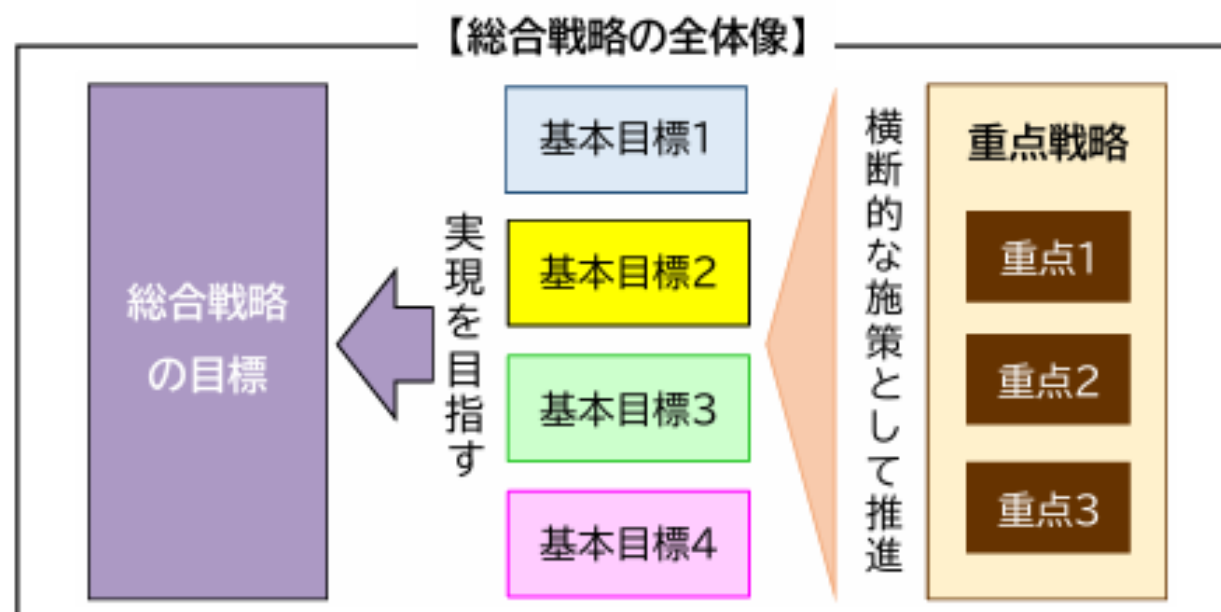 【総合戦略の全体像】
総合戦略
の目標
実現を目指す
基本目標1
基本目標2
基本目標3
基本目標4
横断的な施策として推進
重点戦略
重点1
重点2
重点3